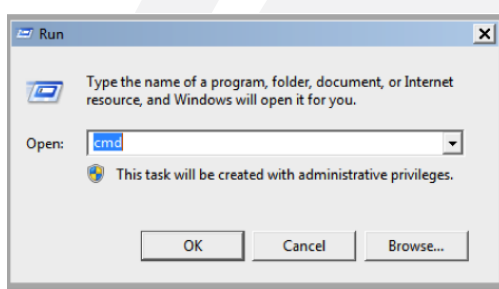 Run
Type the name of a program, folder, document, or Internet
resource, and Windows will open it for you.
Open: cmd
This task will be created with administrative privileges.
OK Cancel Browse...